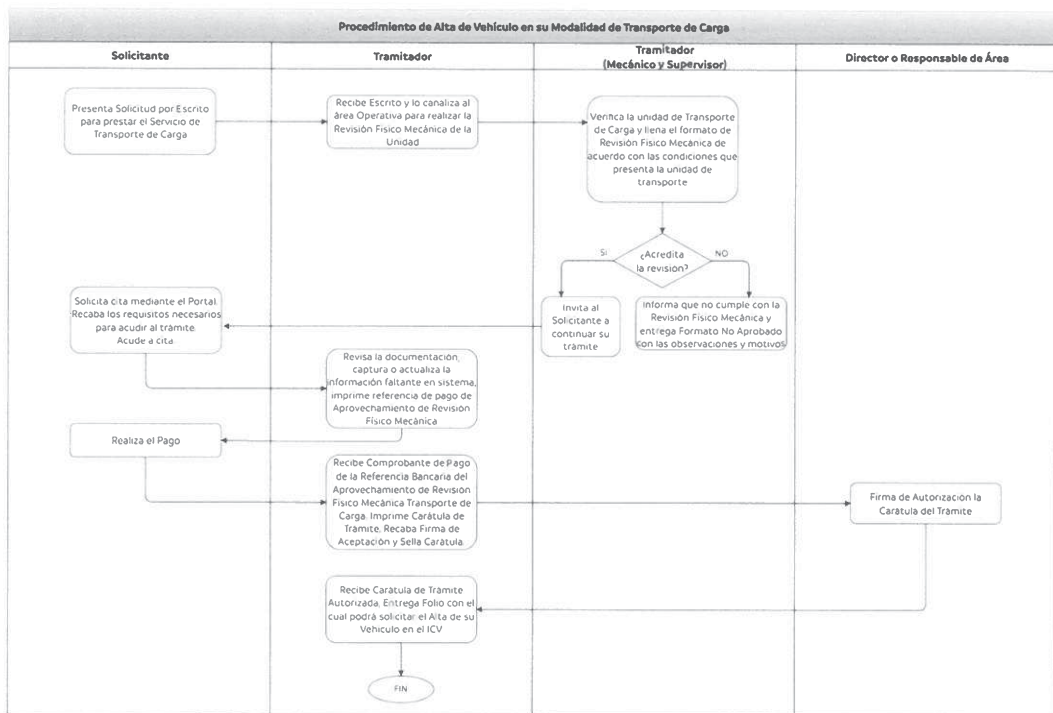 Procedimiento de Alta de Vehículo en su Modalidad de Transporte de Carga
Solicitante
Tramitador
Tramitador
(Mecánico y Supervisor)
Director o Responsable de Área
Presenta Solicitud por Escrito
para prestar el Servicio de
Transporte de Carga
Recibe Escrito y lo canaliza al
área Operativa para realizar la
Revisión Físico Mecánica de la
Unidad
Verifica la unidad de Transporte
de Carga y llena el formato de
Revisión Físico Mecánica de
acuerdo con las condiciones que
presenta la unidad de
transporte
¿Acredita
la revisión?
SI
NO
Invita al
Solicitante a
continuar su
trámite
Informa que no cumple con la
Revisión Físico Mecánica y
entrega Formato No Aprobado
con las observaciones y motivos
Solicita cita mediante el Portal.
Recaba los requisitos necesarios
para acudir al trámite.
Acude a cita
Revisa la documentación,
captura o actualiza la
información faltante en sistema,
imprime referencia de pago de
Aprovechamiento de Revisión
Físico Mecánica
Realiza el Pago
Recibe Comprobante de Pago
de la Referencia Bancaria del
Aprovechamiento de Revisión
Físico Mecánica Transporte de
Carga. Imprime Carátula de
Trámite, Recaba Firma de
Aceptación y Sella Carátula.
Firma de Autorización la
Carátula del Trámite
Recibe Carátula de Trámite
Autorizada, Entrega Folio con el
cual podrá solicitar el Alta de su
Vehículo en el ICV
FIN